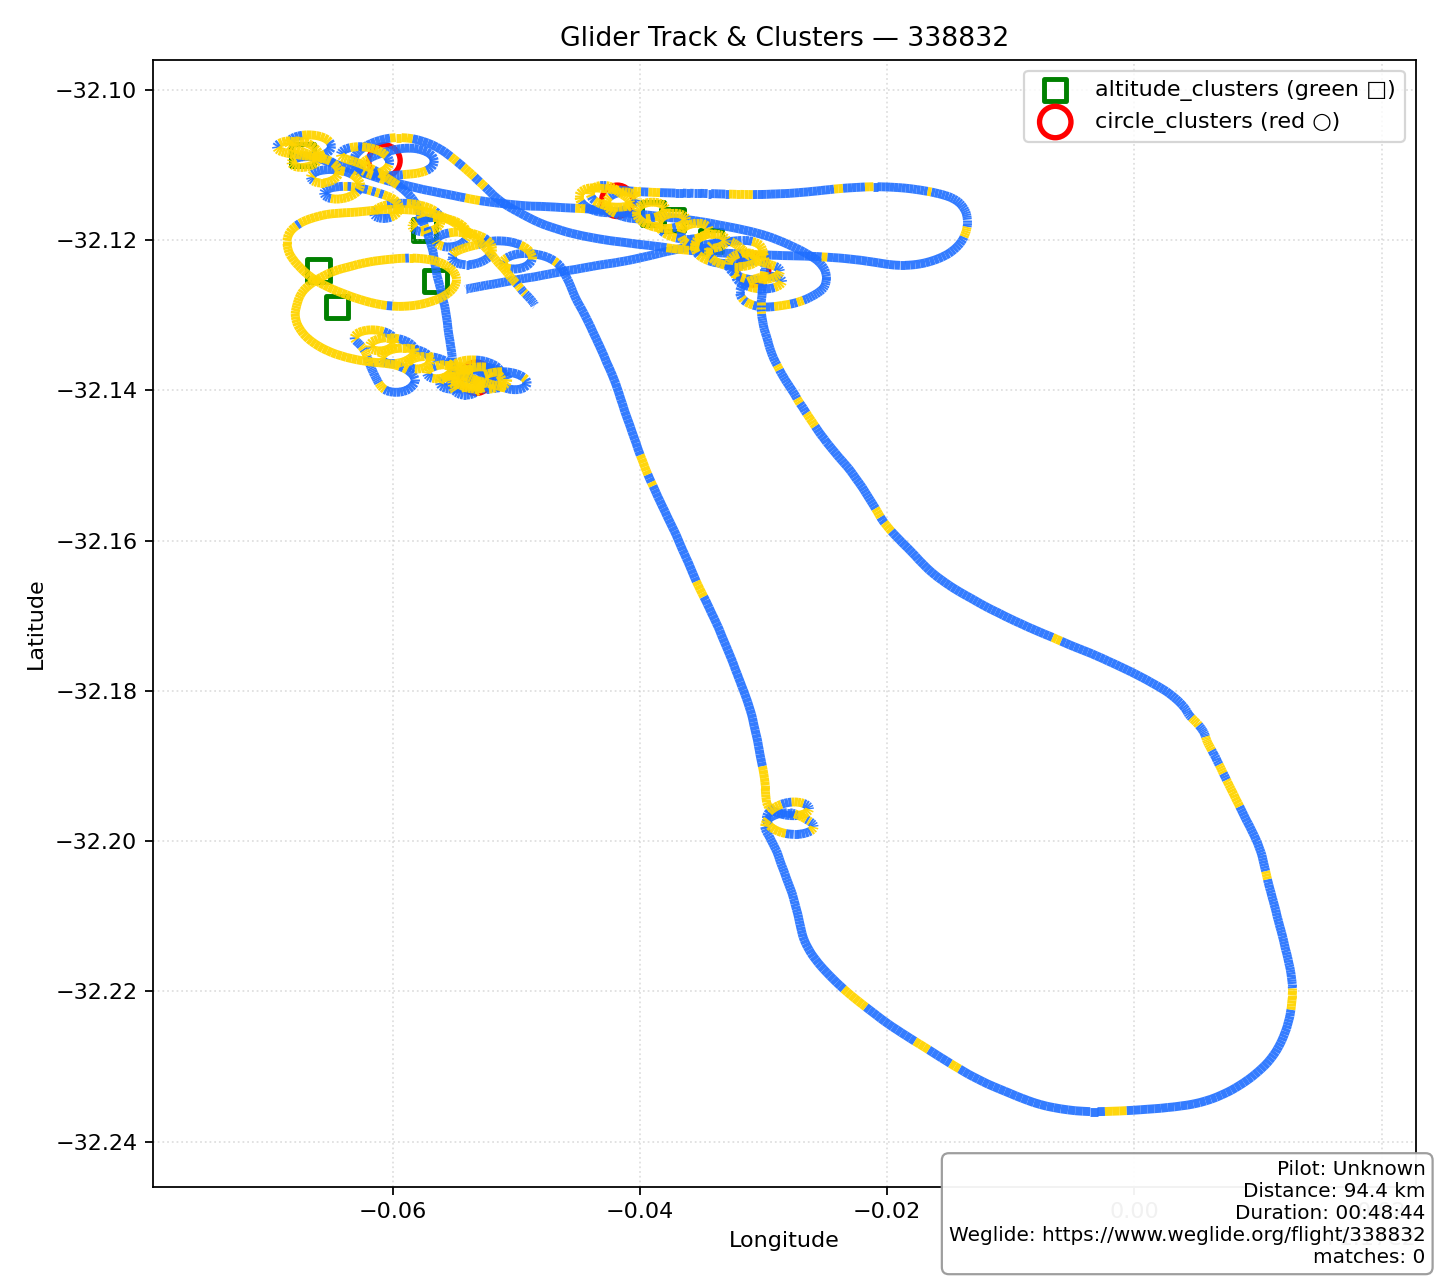 Glider Track & Clusters — 338832
altitude_clusters (green □)
circle_clusters (red ○)
−32.10
−32.12
−32.14
−32.16
−32.18
−32.20
−32.22
−32.24
Latitude
−0.06
−0.04
−0.02
0.00
Longitude
Pilot: Unknown
Distance: 94.4 km
Duration: 00:48:44
Weglide: https://www.weglide.org/flight/338832
matches: 0